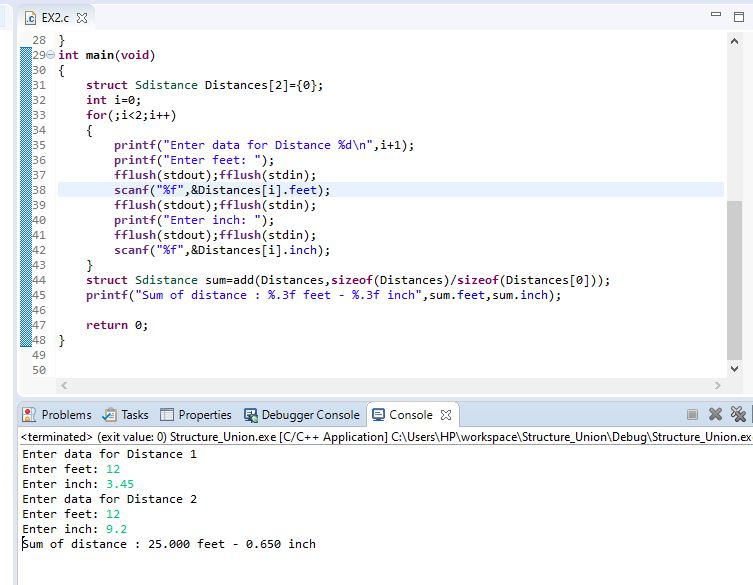 EX2.c
28 }
29 int main(void)
30 {
31 struct Sdistance Distances[2]={0};
32 int i=0;
33 for(;i<2;i++)
34 {
35 printf("Enter data for Distance %d\n",i+1);
36 printf("Enter feet: ");
37 fflush(stdout);fflush(stdin);
38 scanf("%f",&Distances[i].feet);
39 fflush(stdout);fflush(stdin);
40 printf("Enter inch: ");
41 fflush(stdout);fflush(stdin);
42 scanf("%f",&Distances[i].inch);
43 }
44 struct Sdistance sum=add(Distances,sizeof(Distances)/sizeof(Distances[0]));
45 printf("Sum of distance : %.3f feet - %.3f inch",sum.feet,sum.inch);
46
47 return 0;
48 }
49
50
Problems Tasks Properties Debugger Console Console
<terminated> (exit value: 0) Structure_Union.exe [C/C++ Application] C:\Users\HP\workspace\Structure_Union\Debug\Structure_Union.ex
Enter data for Distance 1
Enter feet: 12
Enter inch: 3.45
Enter data for Distance 2
Enter feet: 12
Enter inch: 9.2
Sum of distance : 25.000 feet - 0.650 inch